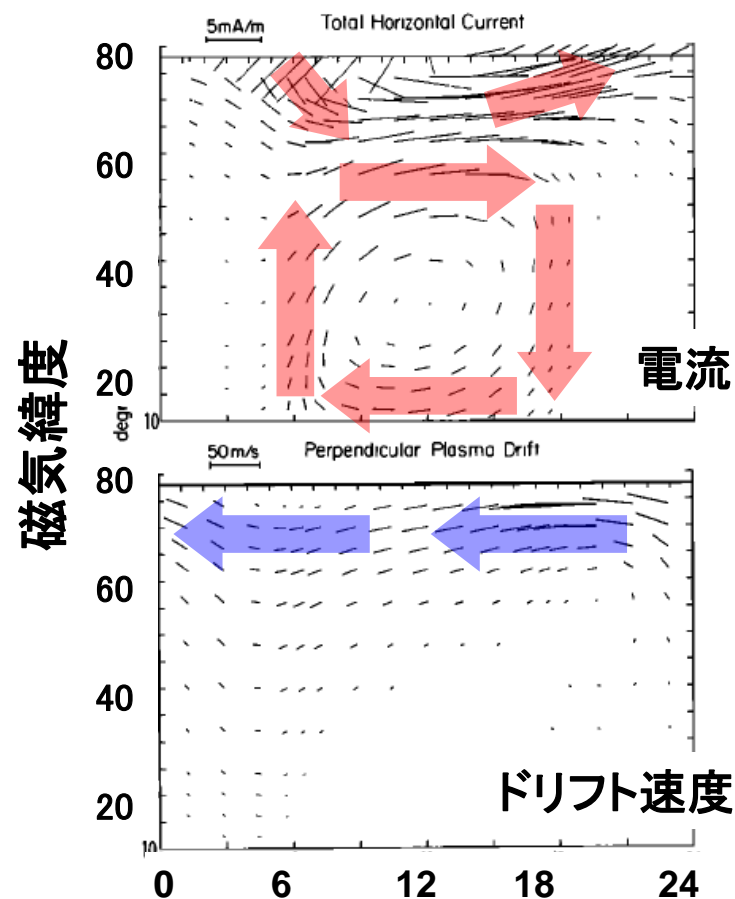 5mA/m
Total Horizontal Current
80
60
40
20
10
degr
電流
磁気緯度
50m/s
Perpendicular Plasma Drift
80
60
40
20
10
ドリフト速度
0 6 12 18 24